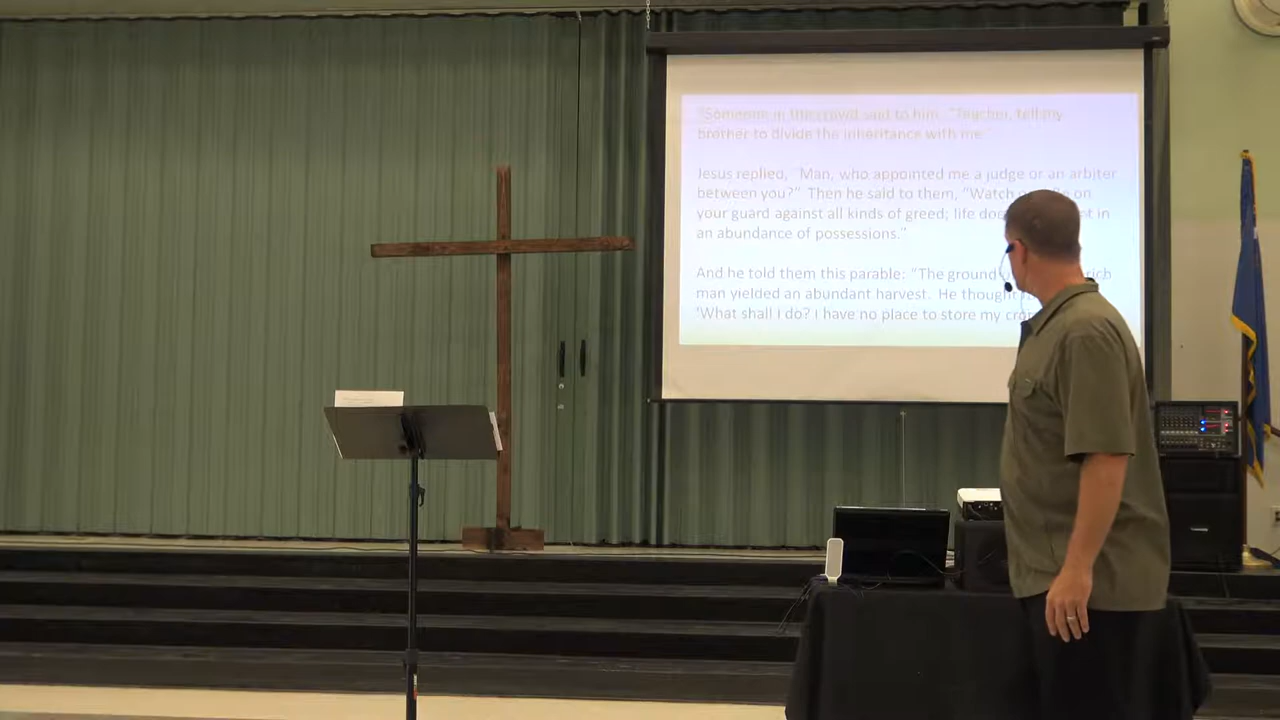 "Someone in the crowd said to him, "Teacher, tell my
brother to divide the inheritance with me
Jesus replied, "Man, who appointed me a judge or an arbiter
between you?" Then he said to them, "Watch on
your guard against all kinds of greed; life in
an abundance of possessions."
And he told them this parable: "The ground rich
man yielded an abundant harvest. He thought
'What shall I do? I have no place to store my